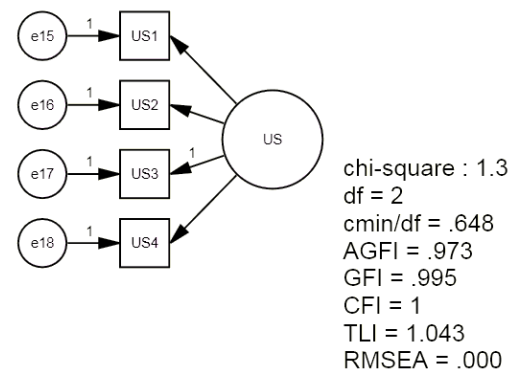 e15 1 US1
e16 1 US2
US
e17 1 US3 1
e18 1 US4
chi-square : 1.3
df = 2
cmin/df = .648
AGFI = .973
GFI = .995
CFI = 1
TLI = 1.043
RMSEA = .000